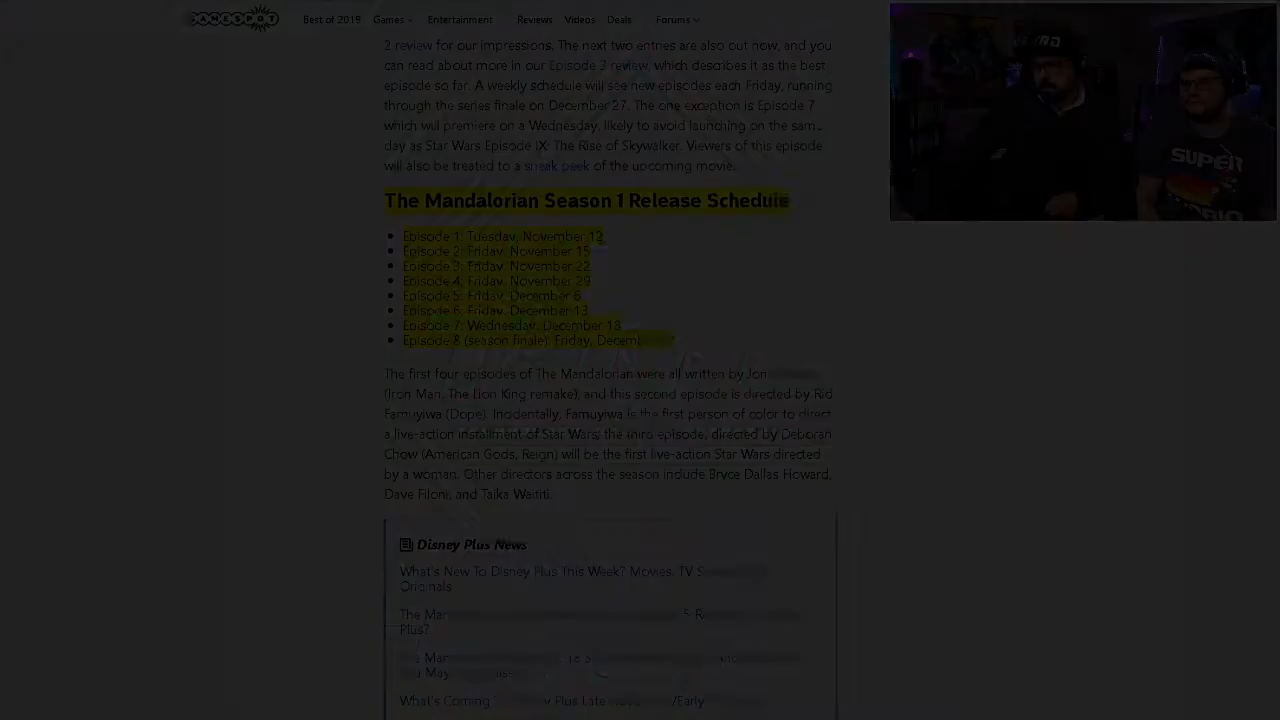 GAMESPOT Best of 2019 Games Entertainment Reviews Videos Deals Forums
2 review for our impressions. The next two entries are also out now, and you
can read about more in our Episode 3 review, which describes it as the best
episode so far. A weekly schedule will see new episodes each Friday, running
through the series finale on December 27. The one exception is Episode 7
which will premiere on a Wednesday, likely to avoid launching on the sam
day as Star Wars Episode IX: The Rise of Skywalker. Viewers of this episode
will also be treated to a sneak peek of the upcoming movie.
The Mandalorian Season 1 Release Schedule
Episode 1: Tuesday, November 12
Episode 2: Friday, November 15
Episode 3: Friday, November 22
Episode 4: Friday, November 29
Episode 5: Friday, December 6
Episode 6: Friday, December 13
Episode 7: Wednesday, December 18
Episode 8 (season finale): Friday,
The first four episodes of The Mandalorian were all written by Jon
(Iron Man, The Lion King remake), and this second episode is directed by Rid
Famuyiwa (Dope). Incidentally, Famuyiwa is the first person of color to direct
a live-action installment of Star Wars; the third episode, directed by Deborah
Chow (American Gods, Reign) will be the first live-action Star Wars directed
by a woman. Other directors across the season include Bryce Dallas Howard,
Dave Filoni, and Taika Waititi.
Disney Plus News
What's New To Disney Plus This Week? Movies, TV
Originals
The
Plus?
May
What's Coming Plus Late /Early
SUPER
MARIO